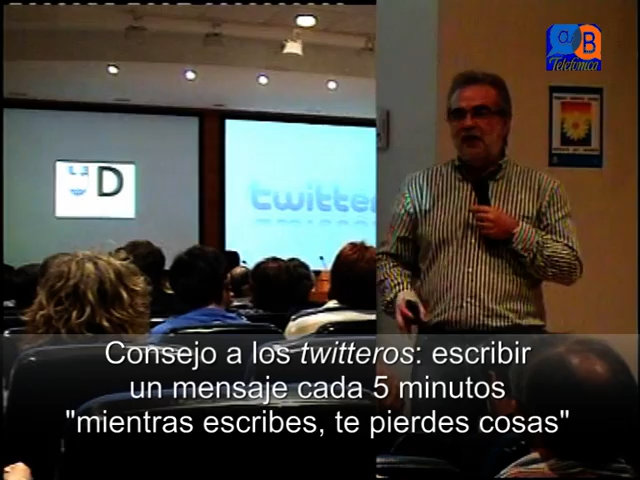 a B
Telefónica
D
twitter
Consejo a los twitteros: escribir
un mensaje cada 5 minutos
"mientras escribes, te pierdes cosas"